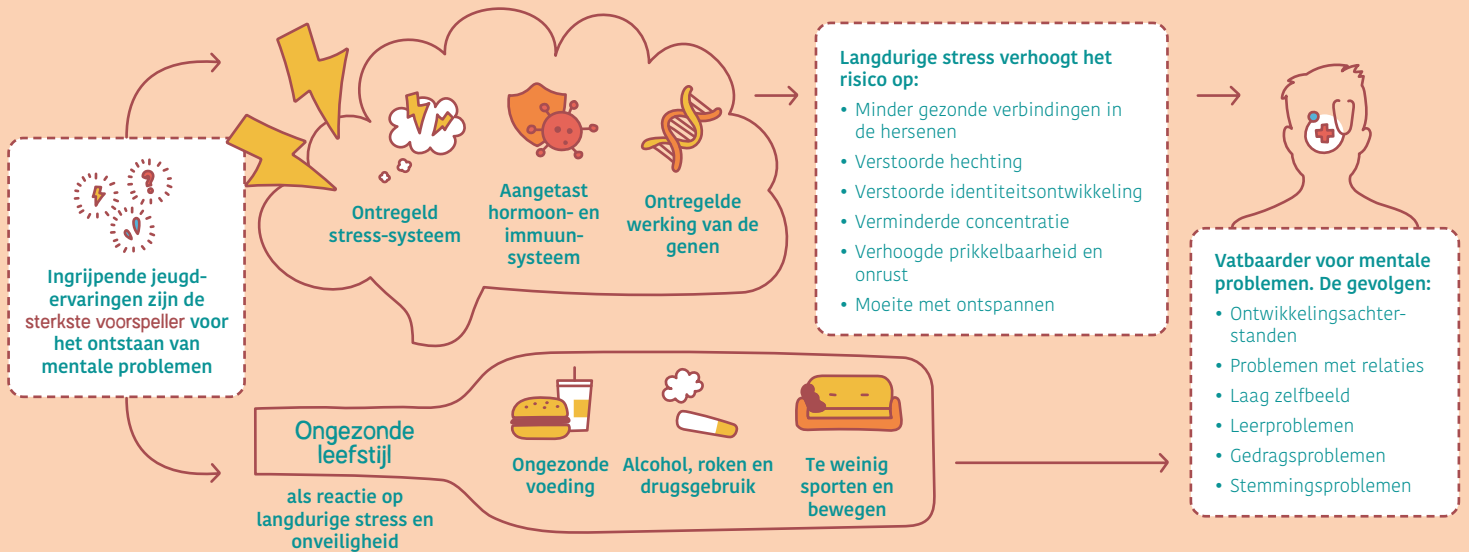 Ingrijpende jeugd-
ervaringen zijn de
sterkste voorspeller voor
het ontstaan van
mentale problemen
Ontregeld
stress-systeem
Aangetast
hormoon- en
immuun-
systeem
Ontregelde
werking van de
genen
Langdurige stress verhoogt het
risico op:
• Minder gezonde verbindingen in
de hersenen
• Verstoorde hechting
• Verstoorde identiteitsontwikkeling
• Verminderde concentratie
• Verhoogde prikkelbaarheid en
onrust
• Moeite met ontspannen
Ongezonde
leefstijl
als reactie op
langdurige stress en
onveiligheid
Ongezonde
voeding
Alcohol, roken en
drugsgebruik
Te weinig
sporten en
bewegen
Vatbaarder voor mentale
problemen. De gevolgen:
• Ontwikkelingsachter-
standen
• Problemen met relaties
• Laag zelfbeeld
• Leerproblemen
• Gedragsproblemen
• Stemmingsproblemen